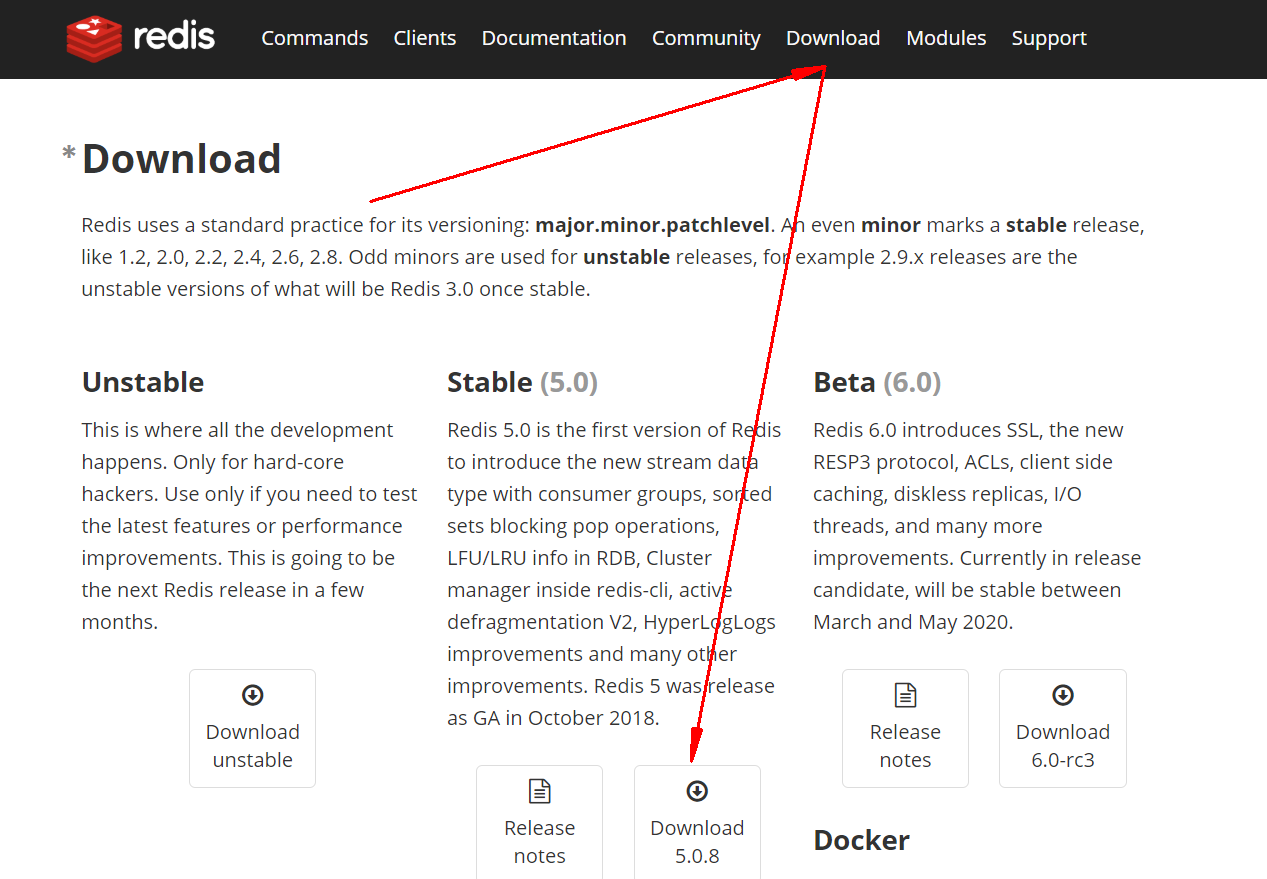 redis Commands Clients Documentation Community Download Modules Support
*Download
Redis uses a standard practice for its versioning: major.minor.patchlevel. An even minor marks a stable release,
like 1.2, 2.0, 2.2, 2.4, 2.6, 2.8. Odd minors are used for unstable releases, for example 2.9.x releases are the
unstable versions of what will be Redis 3.0 once stable.
Unstable
This is where all the development
happens. Only for hard-core
hackers. Use only if you need to test
the latest features or performance
improvements. This is going to be
the next Redis release in a few
months.
Download
unstable
Stable (5.0)
Redis 5.0 is the first version of Redis
to introduce the new stream data
type with consumer groups, sorted
sets blocking pop operations,
LFU/LRU info in RDB, Cluster
manager inside redis-cli, active
defragmentation V2, HyperLogLogs
improvements and many other
improvements. Redis 5 was release
as GA in October 2018.
Release
notes
Download
5.0.8
Beta (6.0)
Redis 6.0 introduces SSL, the new
RESP3 protocol, ACLs, client side
caching, diskless replicas, I/O
threads, and many more
improvements. Currently in release
candidate, will be stable between
March and May 2020.
Release
notes
Download
6.0-rc3
Docker